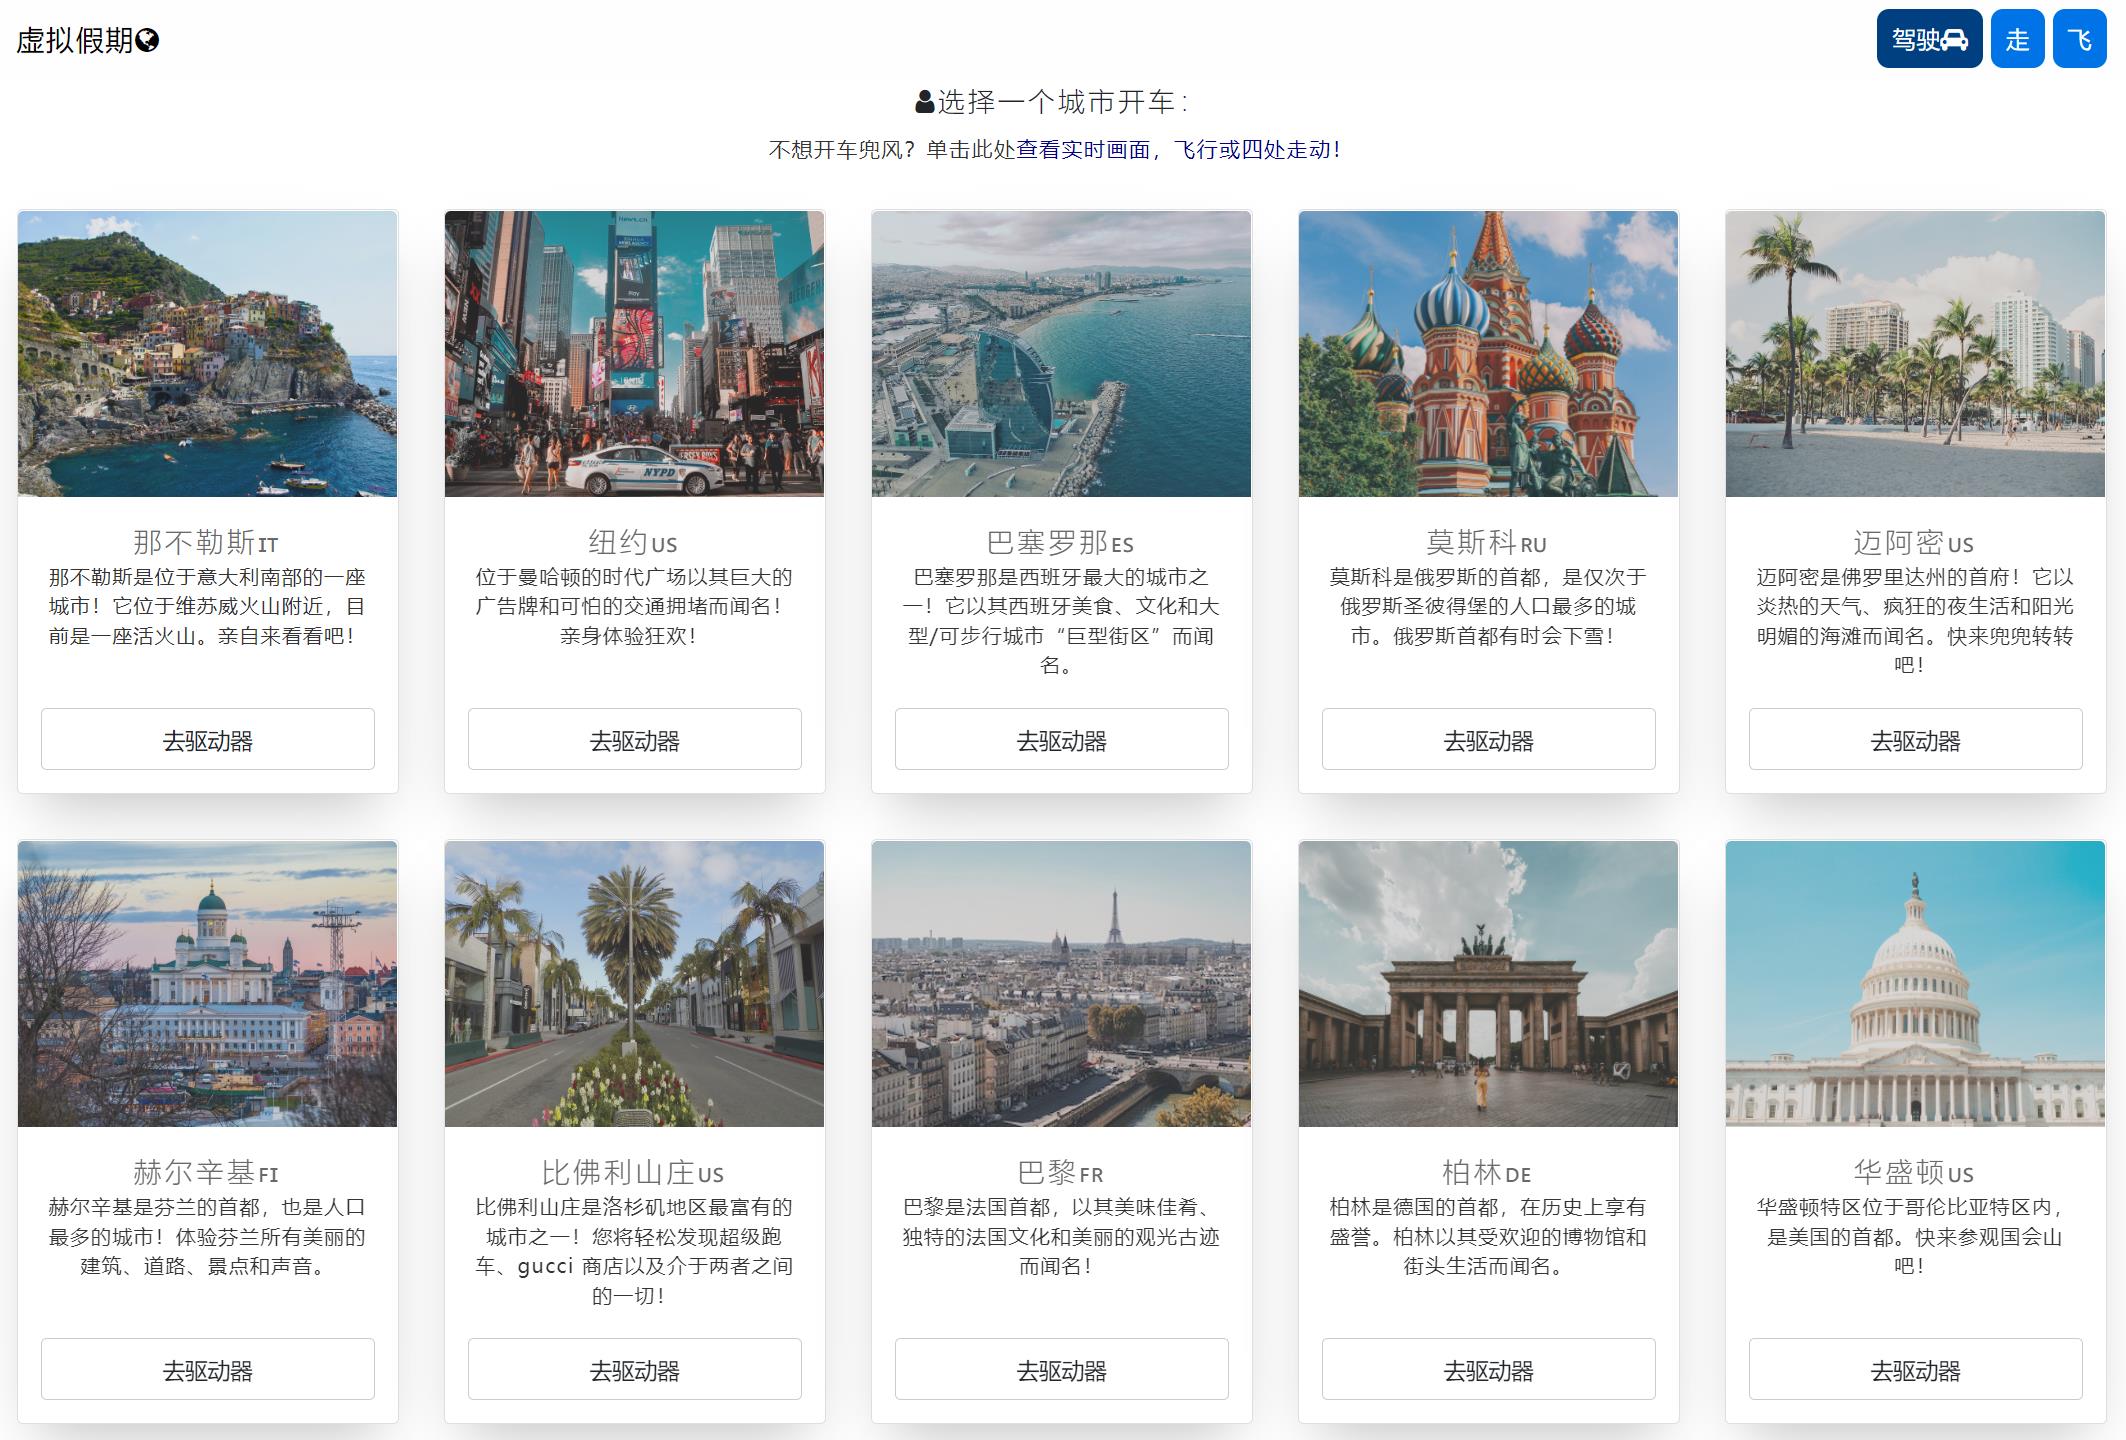 虚拟假期
驾驶
走
飞
选择一个城市开车：
不想开车兜风？单击此处查看实时画面，飞行或四处走动！
News.cn
NYPD
那不勒斯IT
那不勒斯是位于意大利南部的一座
城市！它位于维苏威火山附近，目
前是一座活火山。亲自来看看吧！
去驱动器
纽约US
位于曼哈顿的时代广场以其巨大的
广告牌和可怕的交通拥堵而闻名！
亲身体验狂欢！
去驱动器
巴塞罗那ES
巴塞罗那是西班牙最大的城市之
一！它以其西班牙美食、文化和大
型/可步行城市“巨型街区”而闻
名。
去驱动器
莫斯科RU
莫斯科是俄罗斯的首都，是仅次于
俄罗斯圣彼得堡的人口最多的城
市。俄罗斯首都有时会下雪！
去驱动器
迈阿密US
迈阿密是佛罗里达州的首府！它以
炎热的天气、疯狂的夜生活和阳光
明媚的海滩而闻名。快来兜兜转转
吧！
去驱动器
赫尔辛基FI
赫尔辛基是芬兰的首都，也是人口
最多的城市！体验芬兰所有美丽的
建筑、道路、景点和声音。
去驱动器
比佛利山庄US
比佛利山庄是洛杉矶地区最富有的
城市之一！您将轻松发现超级跑
车、gucci 商店以及介于两者之间
的一切！
去驱动器
巴黎FR
巴黎是法国首都，以其美味佳肴、
独特的法国文化和美丽的观光古迹
而闻名！
去驱动器
柏林DE
柏林是德国的首都，在历史上享有
盛誉。柏林以其受欢迎的博物馆和
街头生活而闻名。
去驱动器
华盛顿US
华盛顿特区位于哥伦比亚特区内，
是美国的首都。快来参观国会山
吧！
去驱动器